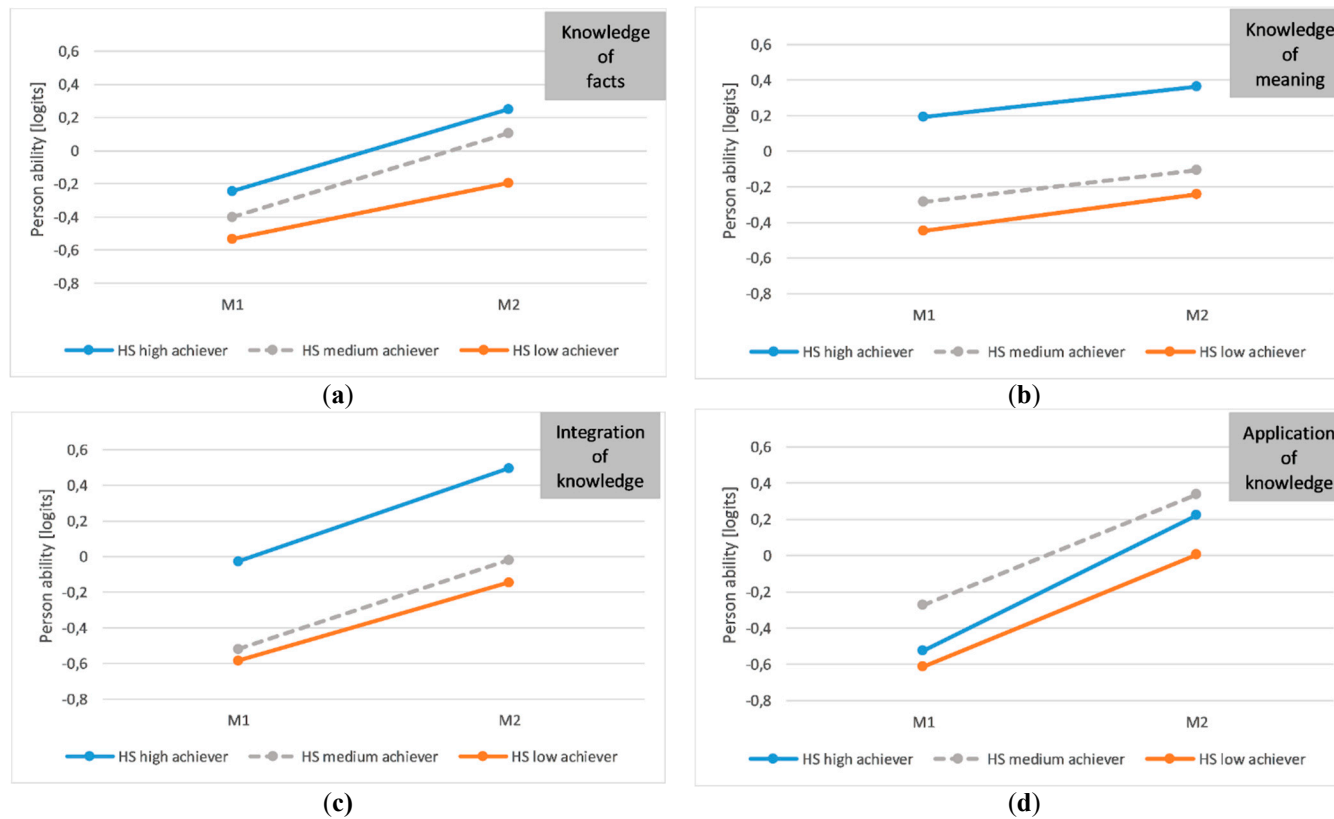 Knowledge
of
facts
Person ability [logits]
0,6
0,4
0,2
0
-0,2
-0,4
-0,6
-0,8
M1 M2
HS high achiever HS medium achiever HS low achiever
(a)
Knowledge
of
meaning
Person ability [logits]
0,6
0,4
0,2
0
-0,2
-0,4
-0,6
-0,8
M1 M2
HS high achiever HS medium achiever HS low achiever
(b)
Integration
of
knowledge
Person ability [logits]
0,6
0,4
0,2
0
-0,2
-0,4
-0,6
-0,8
M1 M2
HS high achiever HS medium achiever HS low achiever
(c)
Application
of
knowledge
Person ability [logits]
0,6
0,4
0,2
0
-0,2
-0,4
-0,6
-0,8
M1 M2
HS high achiever HS medium achiever HS low achiever
(d)